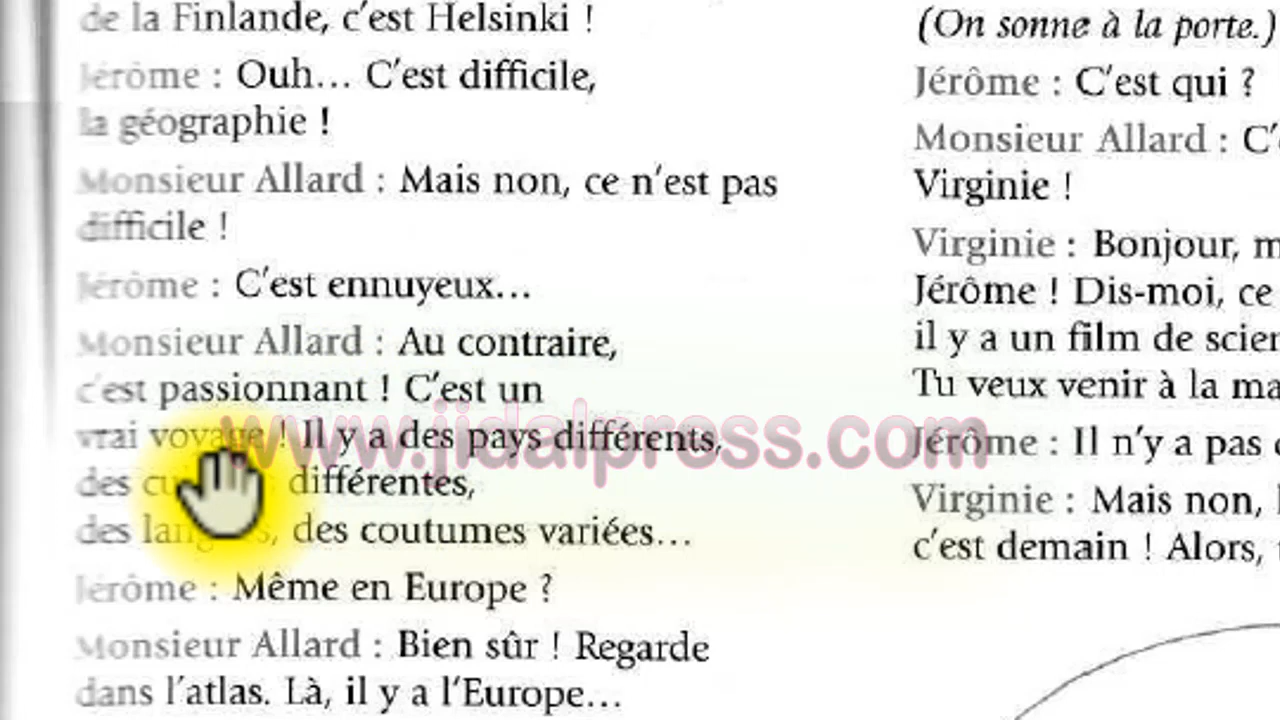 de la Finlande, c'est Helsinki !
Jérôme : Ouh... C'est difficile,
la géographie !
Monsieur Allard : Mais non, ce n'est pas
difficile !
Jérôme : C'est ennuyeux...
Monsieur Allard : Au contraire,
c'est passionnant ! C'est un
vrai voyage ! Il y a des pays différents,
des différentes,
des des coutumes variées...
Jérôme : Même en Europe ?
Monsieur Allard : Bien sûr ! Regarde
dans l'atlas. Là, il y a l'Europe...
(On sonne à la porte.)
Jérôme : C'est qui ?
Monsieur Allard :
Virginie !
Virginie : Bonjour,
Jérôme ! Dis-moi, ce
il y a un film de
Tu veux venir à la
Jérôme : Il n'y a pas
Virginie : Mais non,
c'est demain ! Alors,
www.jidalpress.com